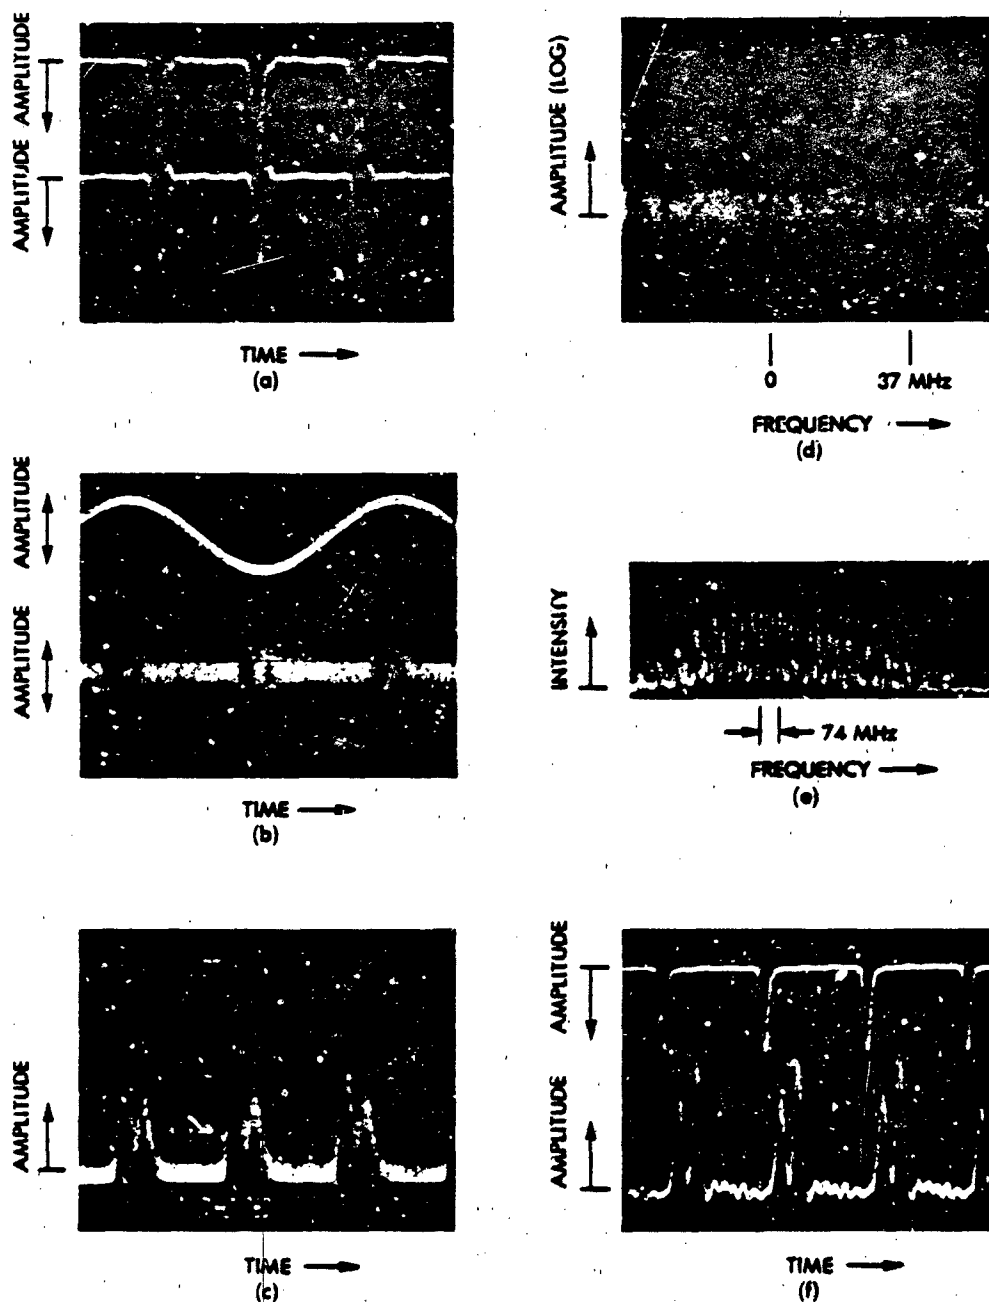 AMPLITUDE
AMPLITUDE
TIME
(a)
AMPLITUDE (LOG)
0
37 MHz
FREQUENCY
(d)
AMPLITUDE
AMPLITUDE
TIME
(b)
INTENSITY
74 MHz
FREQUENCY
(e)
AMPLITUDE
TIME
(c)
AMPLITUDE
AMPLITUDE
TIME
(f)